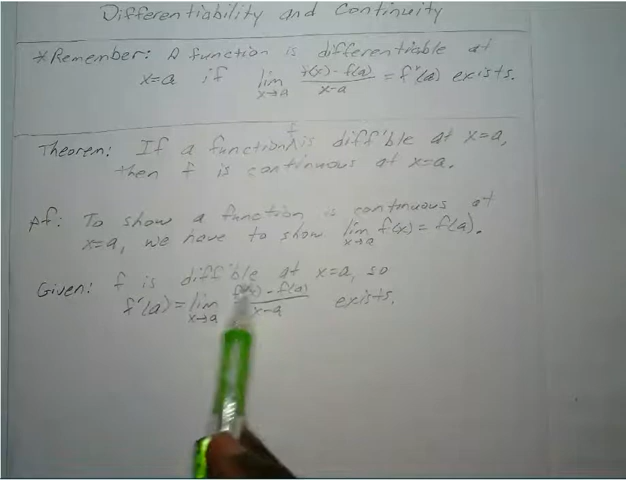 Differentiability and Continuity
*Remember: A function is differentiable at
x=a if lim x→a f(x) - f(a) / x-a = f'(a) exists.
Theorem: If a function f is diff'ble at x=a,
then f is continuous at x=a.
Pf: To show a function is continuous at
x=a, we have to show lim x→a f(x) = f(a).
Given: f is diff'ble at x=a, so
f'(a) = lim x→a f(x) - f(a) / x-a exists.